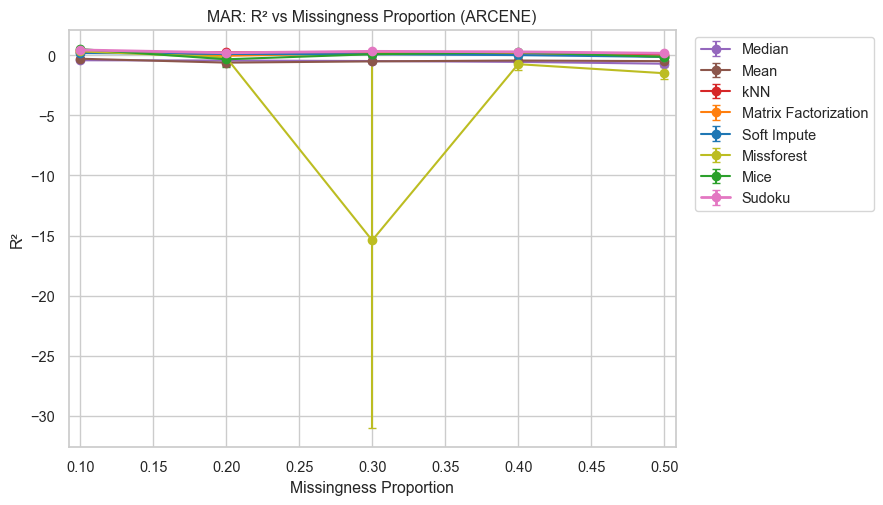 MAR: R² vs Missingness Proportion (ARCENE)
R²
0
−5
−10
−15
−20
−25
−30
0.10 0.15 0.20 0.25 0.30 0.35 0.40 0.45 0.50
Missingness Proportion
Median
Mean
kNN
Matrix Factorization
Soft Impute
Missforest
Mice
Sudoku